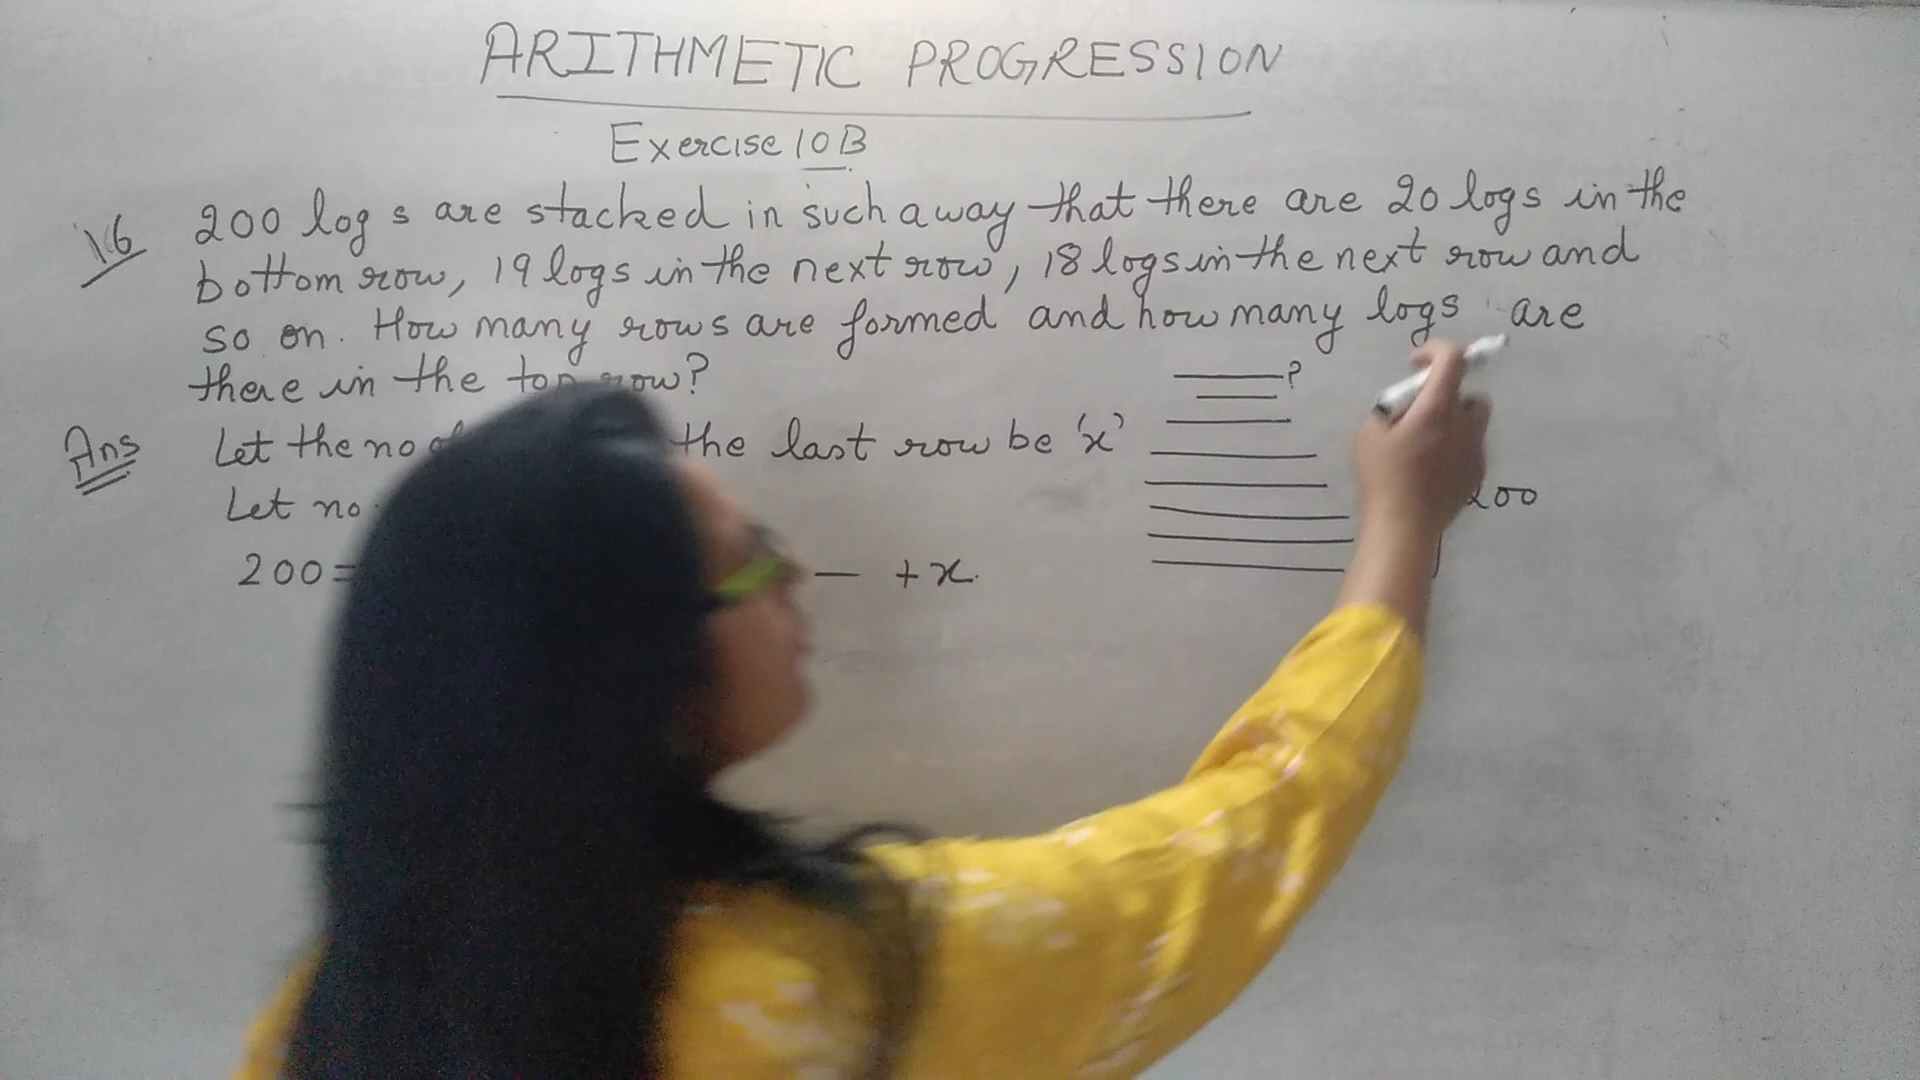 ARITHMETIC PROGRESSION
Exercise 10B
16 200 logs are stacked in such a way that there are 20 logs in the
bottom row, 19 logs in the next row, 18 logs in the next row and
so on. How many rows are formed and how many logs are
there in the top row?
?
Ans Let the no the last row be 'x'
Let no
200
200= — +x.